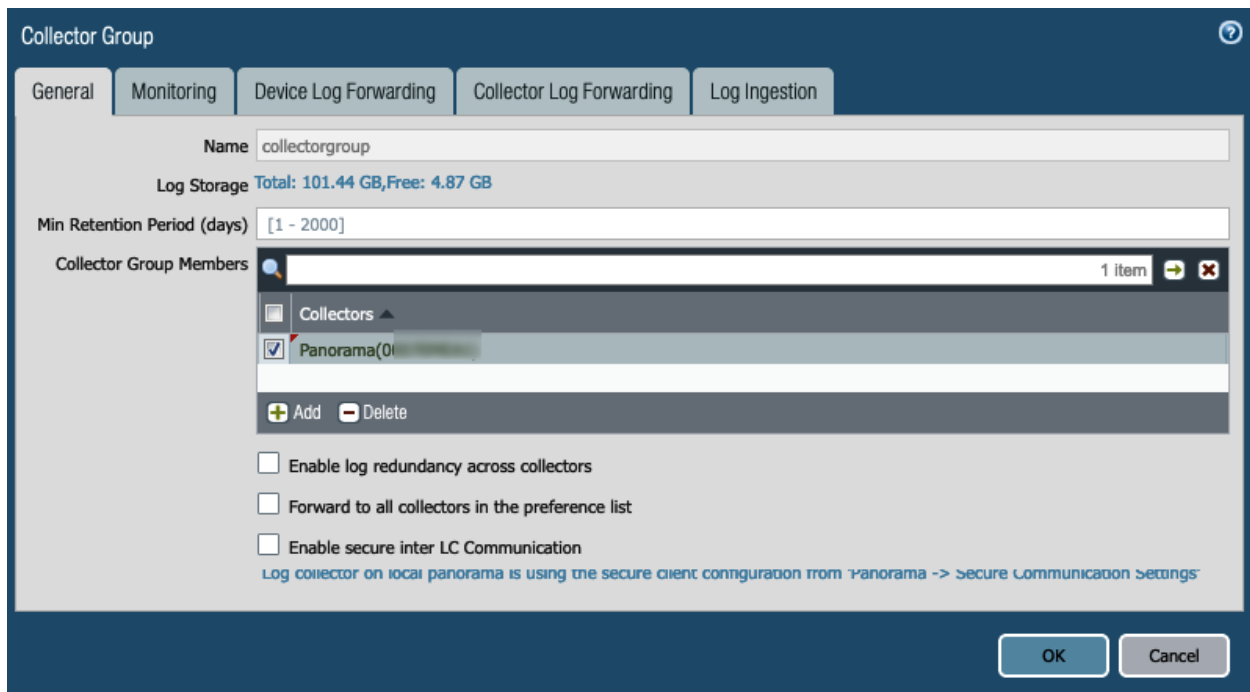 Collector Group
General Monitoring Device Log Forwarding Collector Log Forwarding Log Ingestion
Name collectorgroup
Log Storage Total: 101.44 GB,Free: 4.87 GB
Min Retention Period (days) [1 - 2000]
Collector Group Members 1 item
Collectors
Panorama(0
Add Delete
Enable log redundancy across collectors
Forward to all collectors in the preference list
Enable secure inter LC Communication
Log collector on local panorama is using the secure client configuration from 'Panorama -> Secure Communication Settings'
OK Cancel